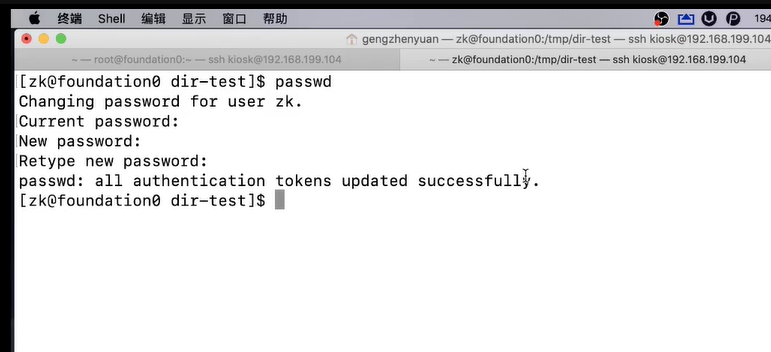 终端 Shell 编辑 显示 窗口 帮助 194
gengzhenyuan — zk@foundation0:/tmp/dir-test — ssh kiosk@192.168.199.104
~ — root@foundation0:~ — ssh kiosk@192.168.199.104 ~ — zk@foundation0:/tmp/dir-test — ssh kiosk@192.168.199.104
[zk@foundation0 dir-test]$ passwd
Changing password for user zk.
Current password:
New password:
Retype new password:
passwd: all authentication tokens updated successfully.
[zk@foundation0 dir-test]$